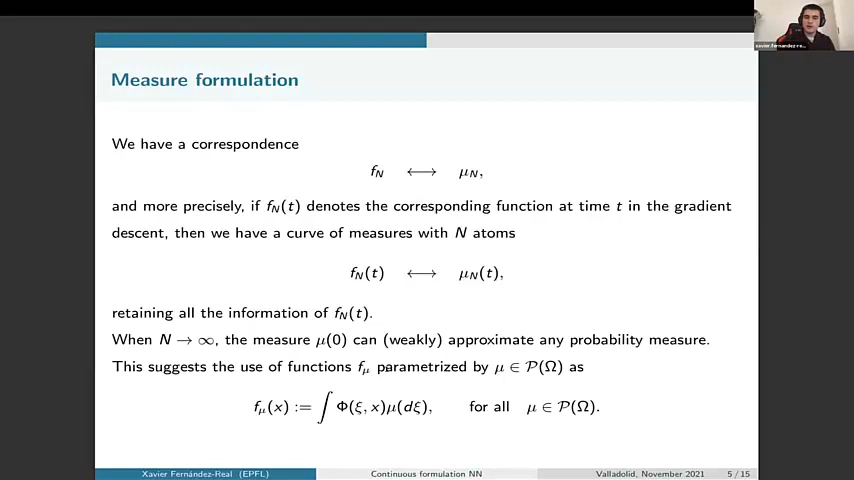 xavier.fernandez-re...
Measure formulation
We have a correspondence
f_N ⟷ μ_N,
and more precisely, if f_N(t) denotes the corresponding function at time t in the gradient
descent, then we have a curve of measures with N atoms
f_N(t) ⟷ μ_N(t),
retaining all the information of f_N(t).
When N → ∞, the measure μ(0) can (weakly) approximate any probability measure.
This suggests the use of functions f_μ parametrized by μ ∈ 𝒫(Ω) as
f_μ(x) := ∫ Φ(ξ, x)μ(dξ), for all μ ∈ 𝒫(Ω).
Xavier Fernández-Real (EPFL) Continuous formulation NN Valladolid, November 2021 5 / 15